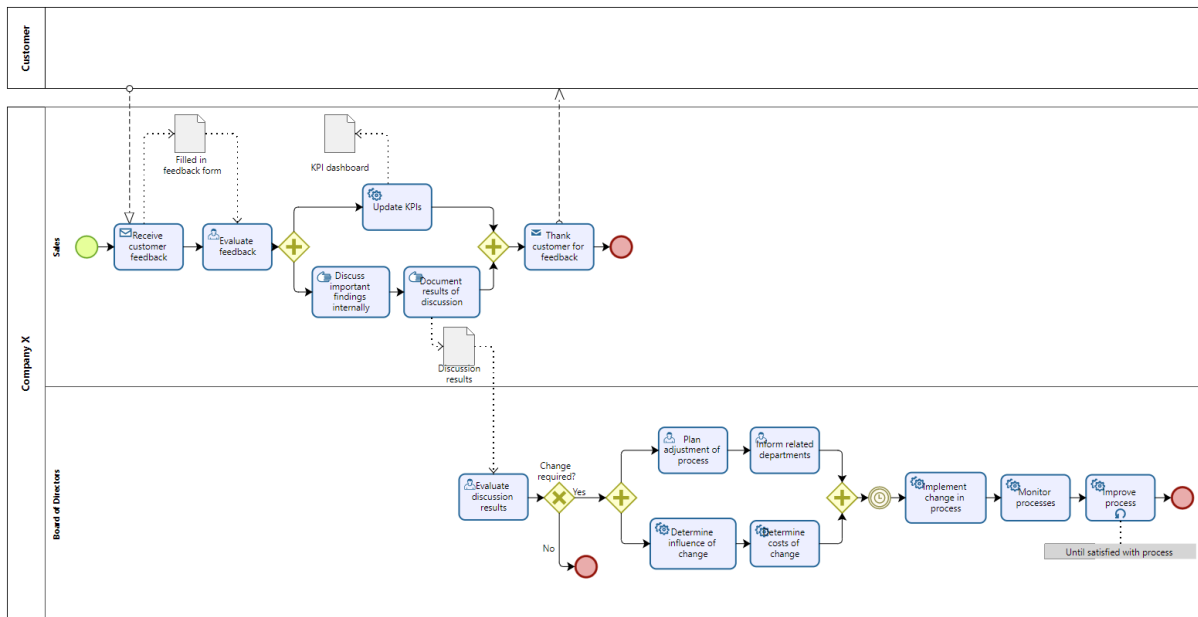 Customer
Company X
Sales
Filled in
feedback form
KPI dashboard
Update KPIs
Receive
customer
feedback
Evaluate
feedback
Thank
customer for
feedback
Discuss
important
findings
internally
Document
results of
discussion
Discussion
results
Board of Director
Evaluate
discussion
results
Change
required?
Yes
No
Plan
adjustment of
process
Inform related
departments
Determine
influence of
change
Determine
costs of
change
Implement
change in
process
Monitor
processes
Improve
process
Until satisfied with process